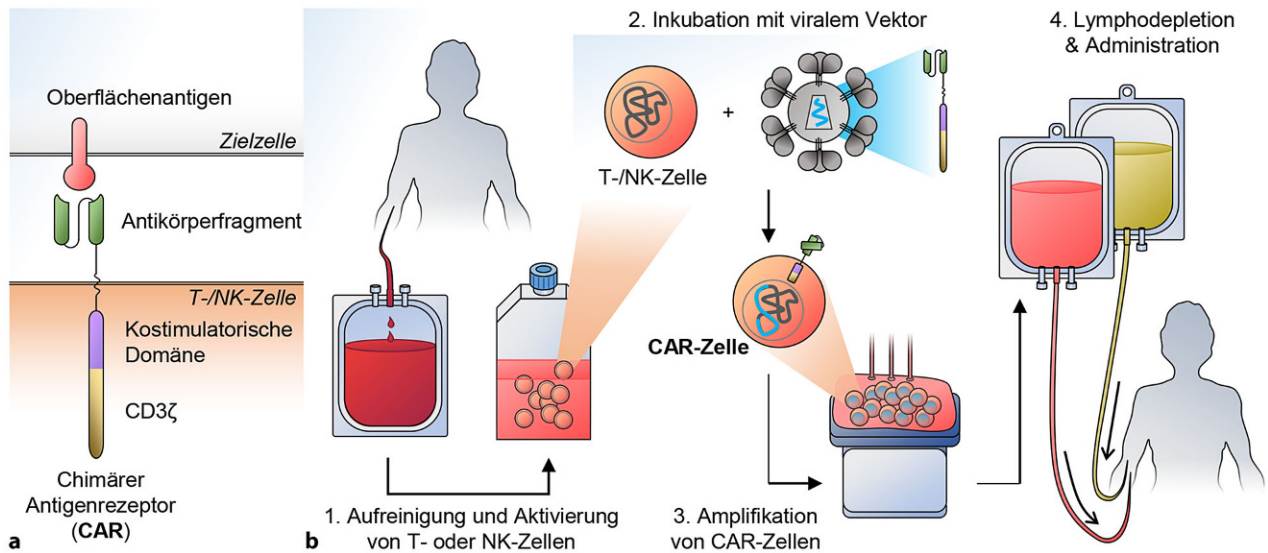 Oberflächenantigen
Zielzelle
Antikörperfragment
T-/NK-Zelle
Kostimulatorische
Domäne
CD3ζ
Chimärer
Antigenrezeptor
(CAR)
a
1. Aufreinigung und Aktivierung
von T- oder NK-Zellen
b
2. Inkubation mit viralem Vektor
+
T-/NK-Zelle
CAR-Zelle
3. Amplifikation
von CAR-Zellen
4. Lymphodepletion
& Administration